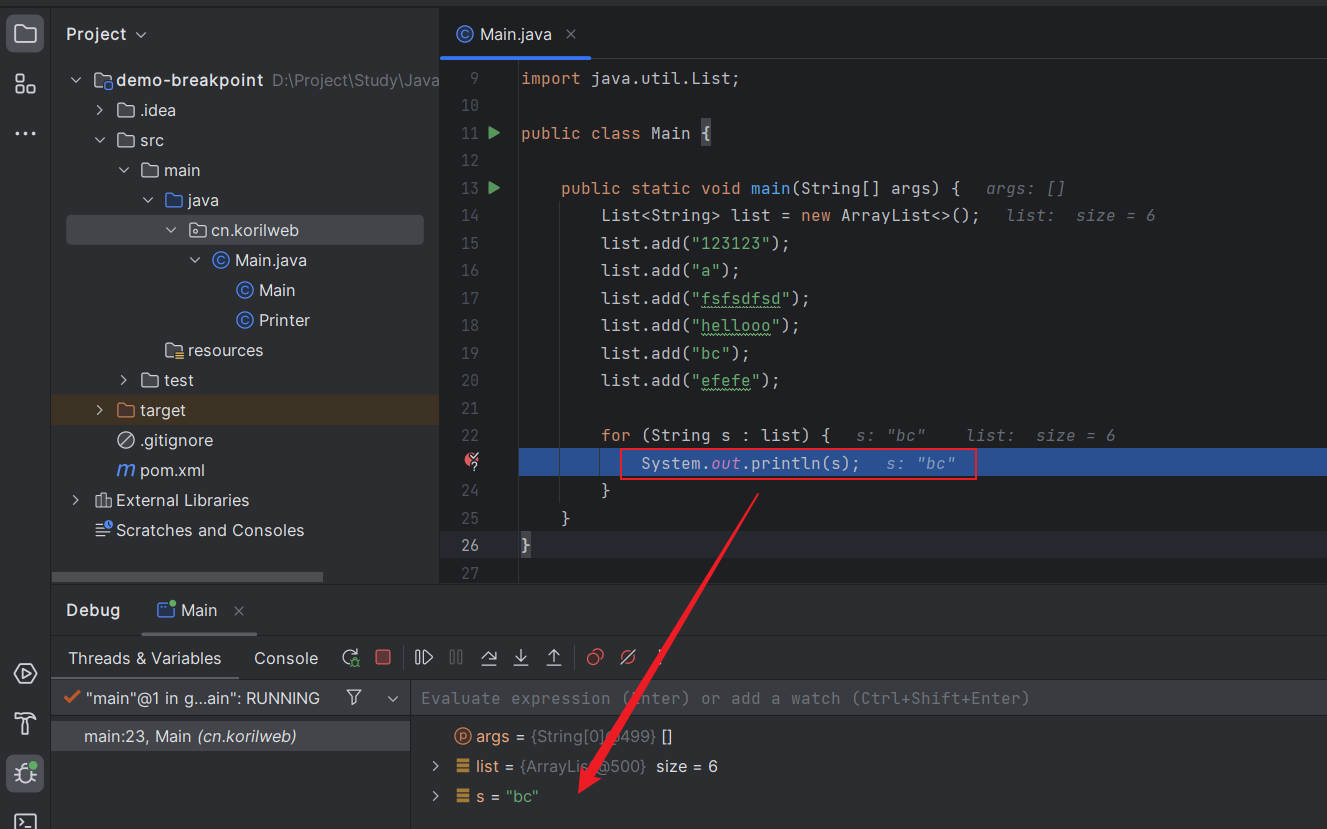 Project
demo-breakpoint D:\Project\Study\Java
.idea
src
main
java
cn.korilweb
Main.java
Main
Printer
resources
test
target
.gitignore
pom.xml
External Libraries
Scratches and Consoles
Main.java
9 import java.util.List;
10
11 public class Main {
12
13 public static void main(String[] args) { args: []
14 List<String> list = new ArrayList<>(); list: size = 6
15 list.add("123123");
16 list.add("a");
17 list.add("fsfsdfsd");
18 list.add("hellooo");
19 list.add("bc");
20 list.add("efefe");
21
22 for (String s : list) { s: "bc" list: size = 6
System.out.println(s); s: "bc"
24 }
25 }
26 }
27
Debug Main
Threads & Variables Console
"main"@1 in g...ain": RUNNING
main:23, Main (cn.korilweb)
Evaluate expression (Enter) or add a watch (Ctrl+Shift+Enter)
args = {String[0]@499} []
list = {ArrayList@500} size = 6
s = "bc"